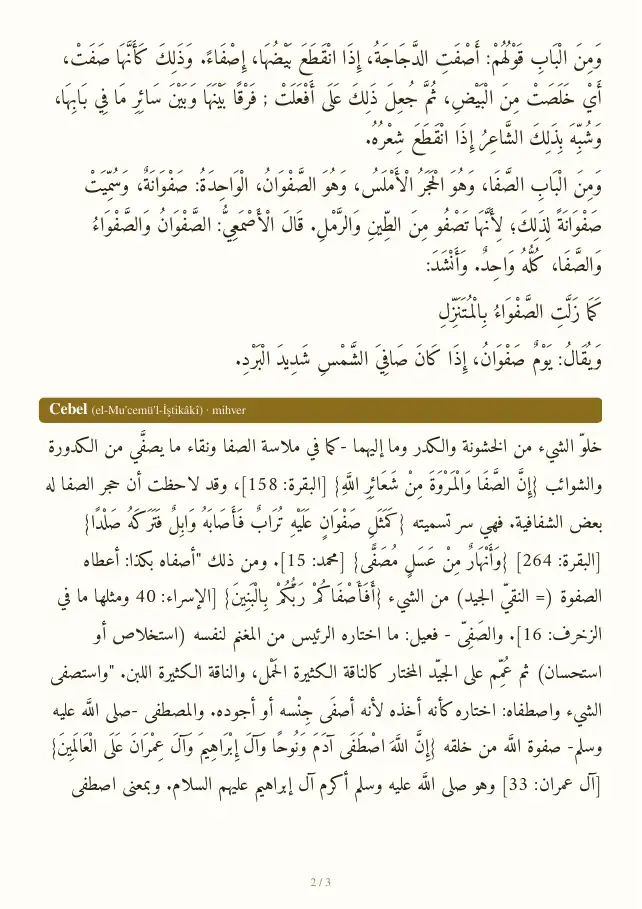 وَمِنَ الْبَابِ قَوْلُهُمْ: أَصْفَتِ الدَّجَاجَةُ، إِذَا انْقَطَعَ بَيْضُهَا، إِصْفَاءً. وَذَلِكَ كَأَنَّهَا صَفَتْ،
أَيْ خَلَصَتْ مِنَ الْبَيْضِ، ثُمَّ جُعِلَ ذَلِكَ عَلَى أَفْعَلَتْ ; فَرْقًا بَيْنَهَا وَبَيْنَ سَائِرِ مَا فِي بَابِهَا،
وَشُبِّهَ بِذَلِكَ الشَّاعِرُ إِذَا انْقَطَعَ شِعْرُهُ.
وَمِنَ الْبَابِ الصَّفَا، وَهُوَ الْحَجَرُ الْأَمْلَسُ، وَهُوَ الصَّفْوَانُ، الْوَاحِدَةُ: صَفْوَانَةٌ، وَسُمِّيَتْ
صَفْوَانَةً لِذَلِكَ؛ لِأَنَّهَا تَصْفُو مِنَ الطِّينِ وَالرَّمْلِ. قَالَ الْأَصْمَعِيُّ: الصَّفْوَانُ وَالصَّفْوَاءُ
وَالصَّفَا، كُلُّهُ وَاحِدٌ. وَأَنْشَدَ:
كَمَا زَلَّتِ الصَّفْوَاءُ بِالْمُتَنَزِّلِ
وَيُقَالُ: يَوْمٌ صَفْوَانُ، إِذَا كَانَ صَافِيَ الشَّمْسِ شَدِيدَ الْبَرْدِ.
Cebel (el-Mu'cemü'l-İştikâkî) · mihver
خلوّ الشيء من الخشونة والكدر وما إليهما -كما في ملاسة الصفا ونقاء ما يصفَّي من الكدورة
والشوائب {إِنَّ الصَّفَا وَالْمَرْوَةَ مِنْ شَعَائِرِ اللَّهِ} [البقرة: 158]، وقد لاحظت أن حجر الصفا له
بعض الشفافية. فهي سر تسميته {كَمَثَلِ صَفْوَانٍ عَلَيْهِ تُرَابٌ فَأَصَابَهُ وَابِلٌ فَتَرَكَهُ صَلْدًا}
[البقرة: 264] {وَأَنْهَارٌ مِنْ عَسَلٍ مُصَفًّى} [محمد: 15]. ومن ذلك "أصفاه بكذا: أعطاه
الصفوة (= النقيّ الجيد) من الشيء {أَفَأَصْفَاكُمْ رَبُّكُمْ بِالْبَنِينَ} [الإسراء: 40 ومثلها ما في
الزخرف: 16]. والصَفِىّ - فعيل: ما اختاره الرئيس من المغنم لنفسه (استخلاص أو
استحسان) ثم عُمِّم على الجيّد المختار كالناقة الكثيرة الحَمْل، والناقة الكثيرة اللبن. "واستصفى
الشيء واصطفاه: اختاره كأنه أخذه لأنه أصفَى جِنْسه أو أجوده. والمصطفى -صلى اللَّه عليه
وسلم- صفوة اللَّه من خلقه {إِنَّ اللَّهَ اصْطَفَى آدَمَ وَنُوحًا وَآلَ إِبْرَاهِيمَ وَآلَ عِمْرَانَ عَلَى الْعَالَمِينَ}
[آل عمران: 33] وهو صلى اللَّه عليه وسلم أكرم آل إبراهيم عليهم السلام. وبمعنى اصطفى
2 / 3